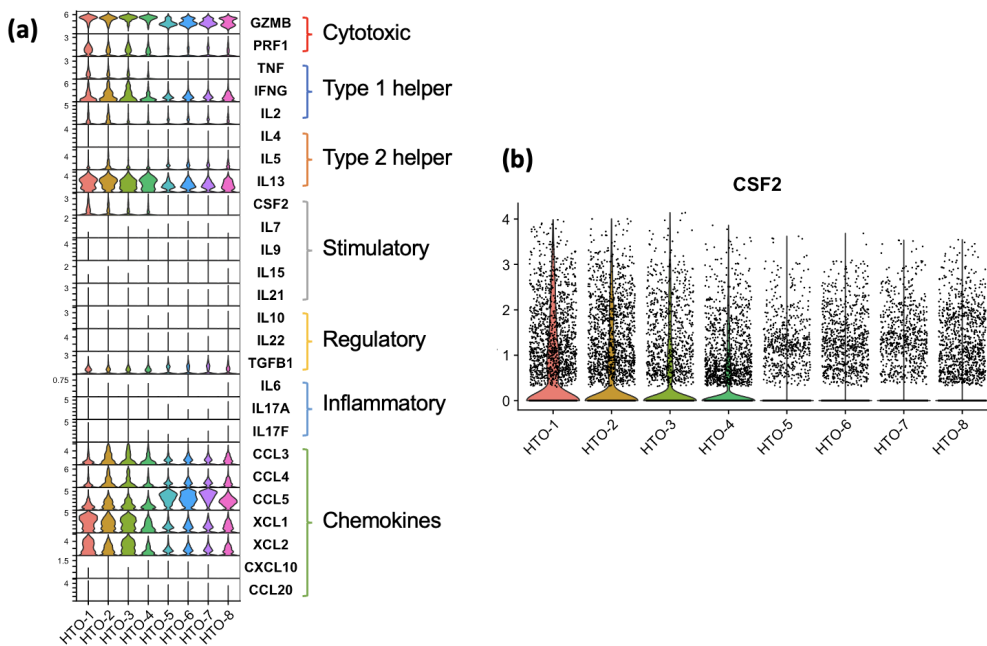 (a)
6
GZMB
Cytotoxic
3
PRF1
3
TNF
Type 1 helper
6
IFNG
5
IL2
4
IL4
Type 2 helper
4
IL5
4
IL13
3
CSF2
Stimulatory
2
IL7
4
IL9
2
IL15
3
IL21
3
IL10
Regulatory
4
IL22
3
TGFB1
0.75
IL6
Inflammatory
5
IL17A
5
IL17F
4
CCL3
Chemokines
6
CCL4
5
CCL5
5
XCL1
4
XCL2
1.5
CXCL10
4
CCL20
HTO-1 HTO-2 HTO-3 HTO-4 HTO-5 HTO-6 HTO-7 HTO-8
(b)
CSF2
4
3
2
1
0
HTO-1 HTO-2 HTO-3 HTO-4 HTO-5 HTO-6 HTO-7 HTO-8